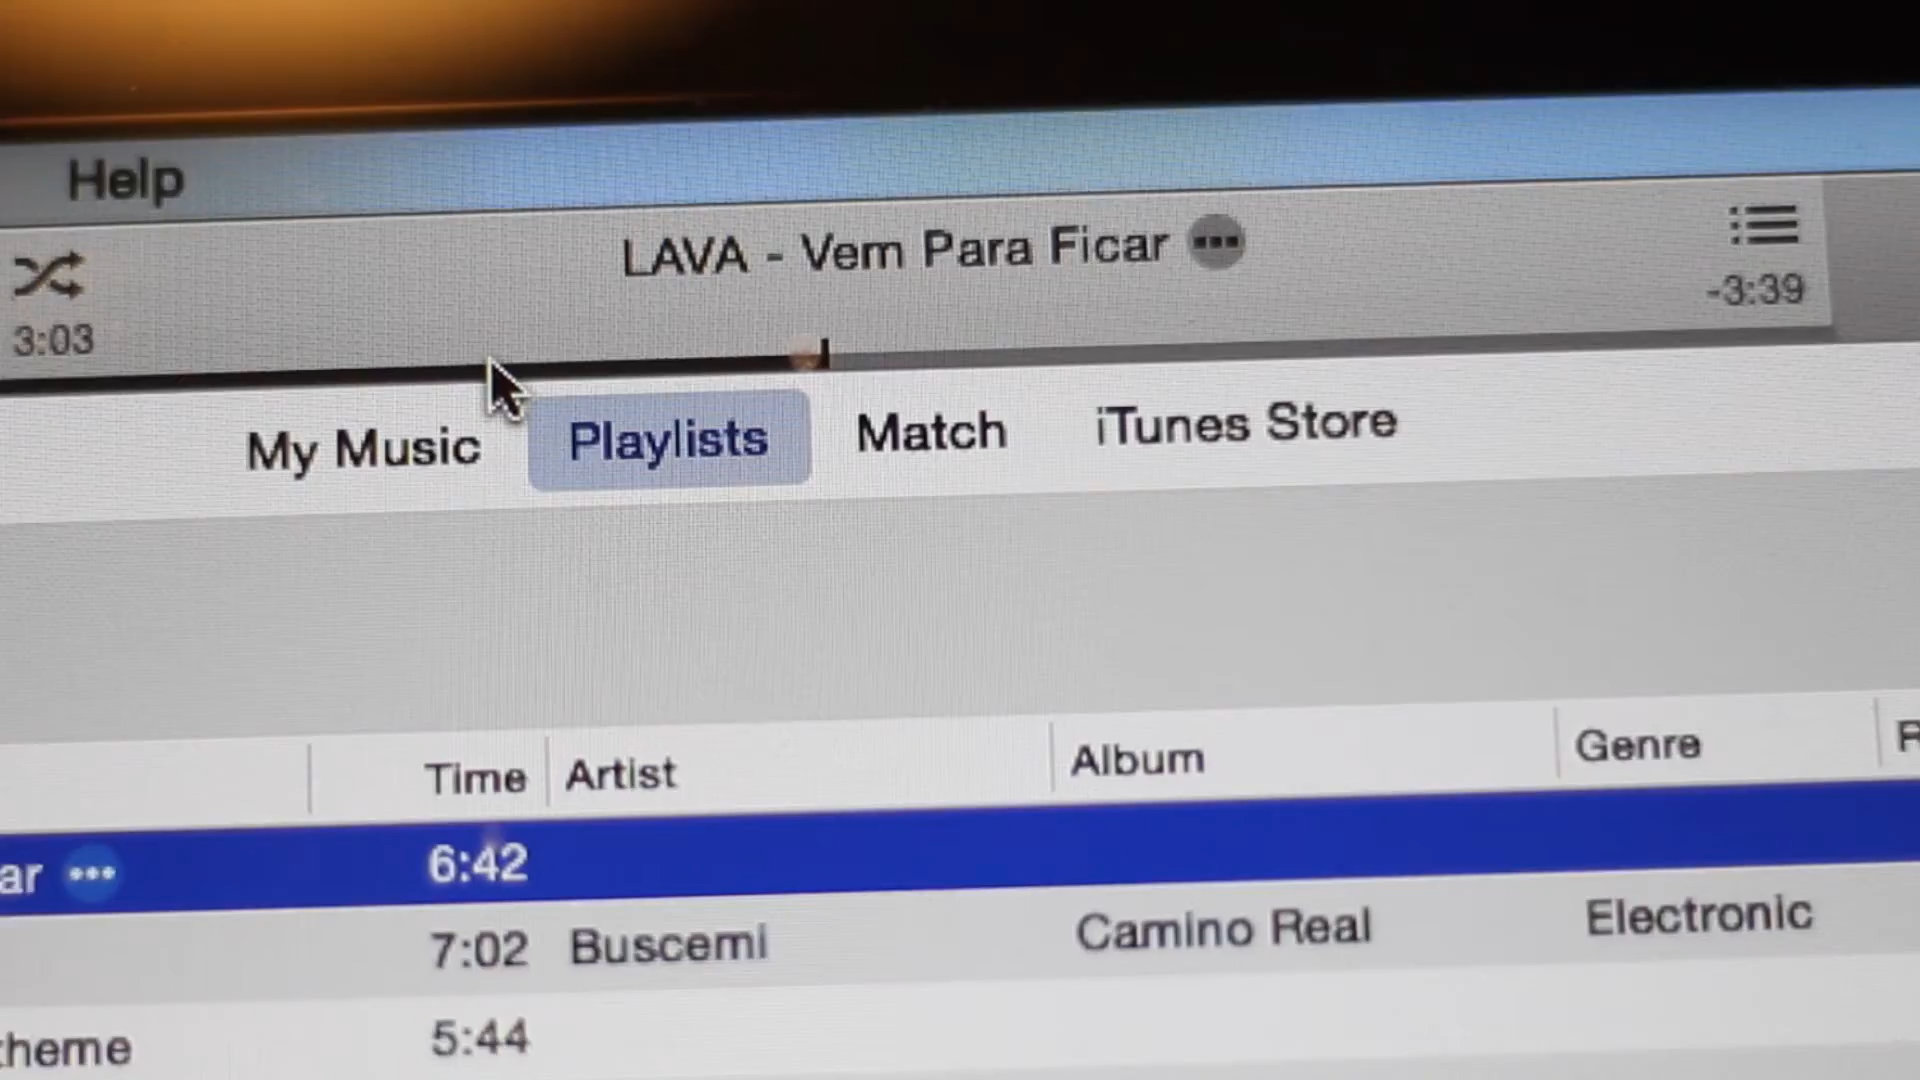 Help
LAVA - Vem Para Ficar
3:03
-3:39
My Music Playlists Match iTunes Store
Time Artist Album Genre
ar 6:42
7:02 Buscemi Camino Real Electronic
theme 5:44